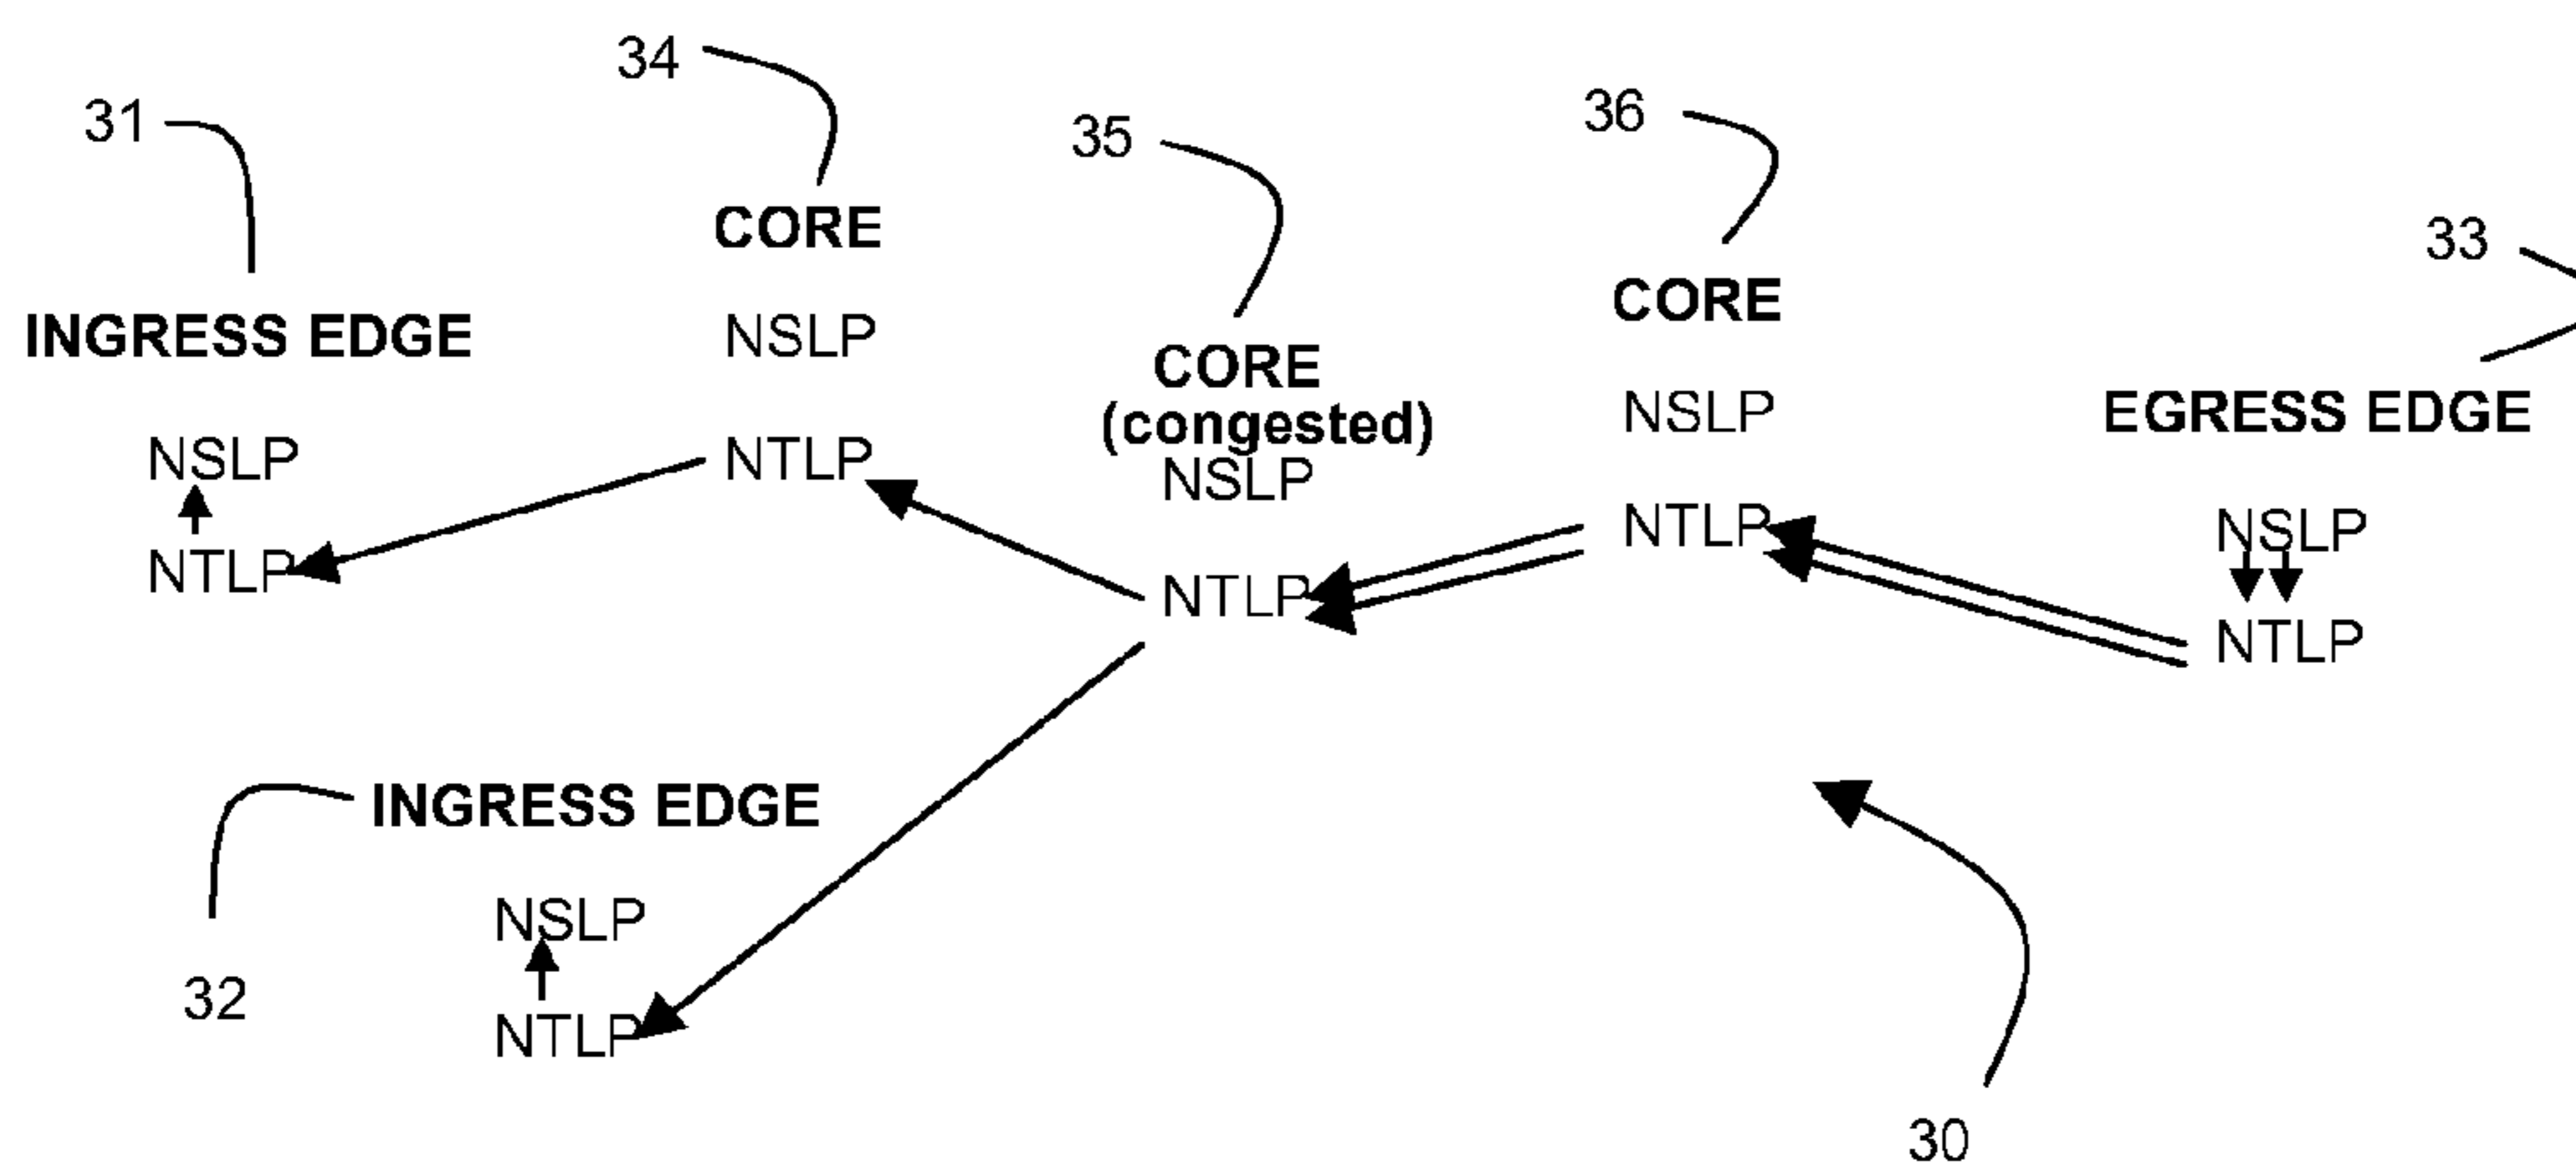 34
31
36
35
33
CORE
CORE
INGRESS EDGE
NSLP
CORE
(congested)
NSLP
EGRESS EDGE
NSLP
NTLP
NSLP
NTLP
NSLP
NTLP
NTLP
NTLP
INGRESS EDGE
NSLP
32
NTLP
30